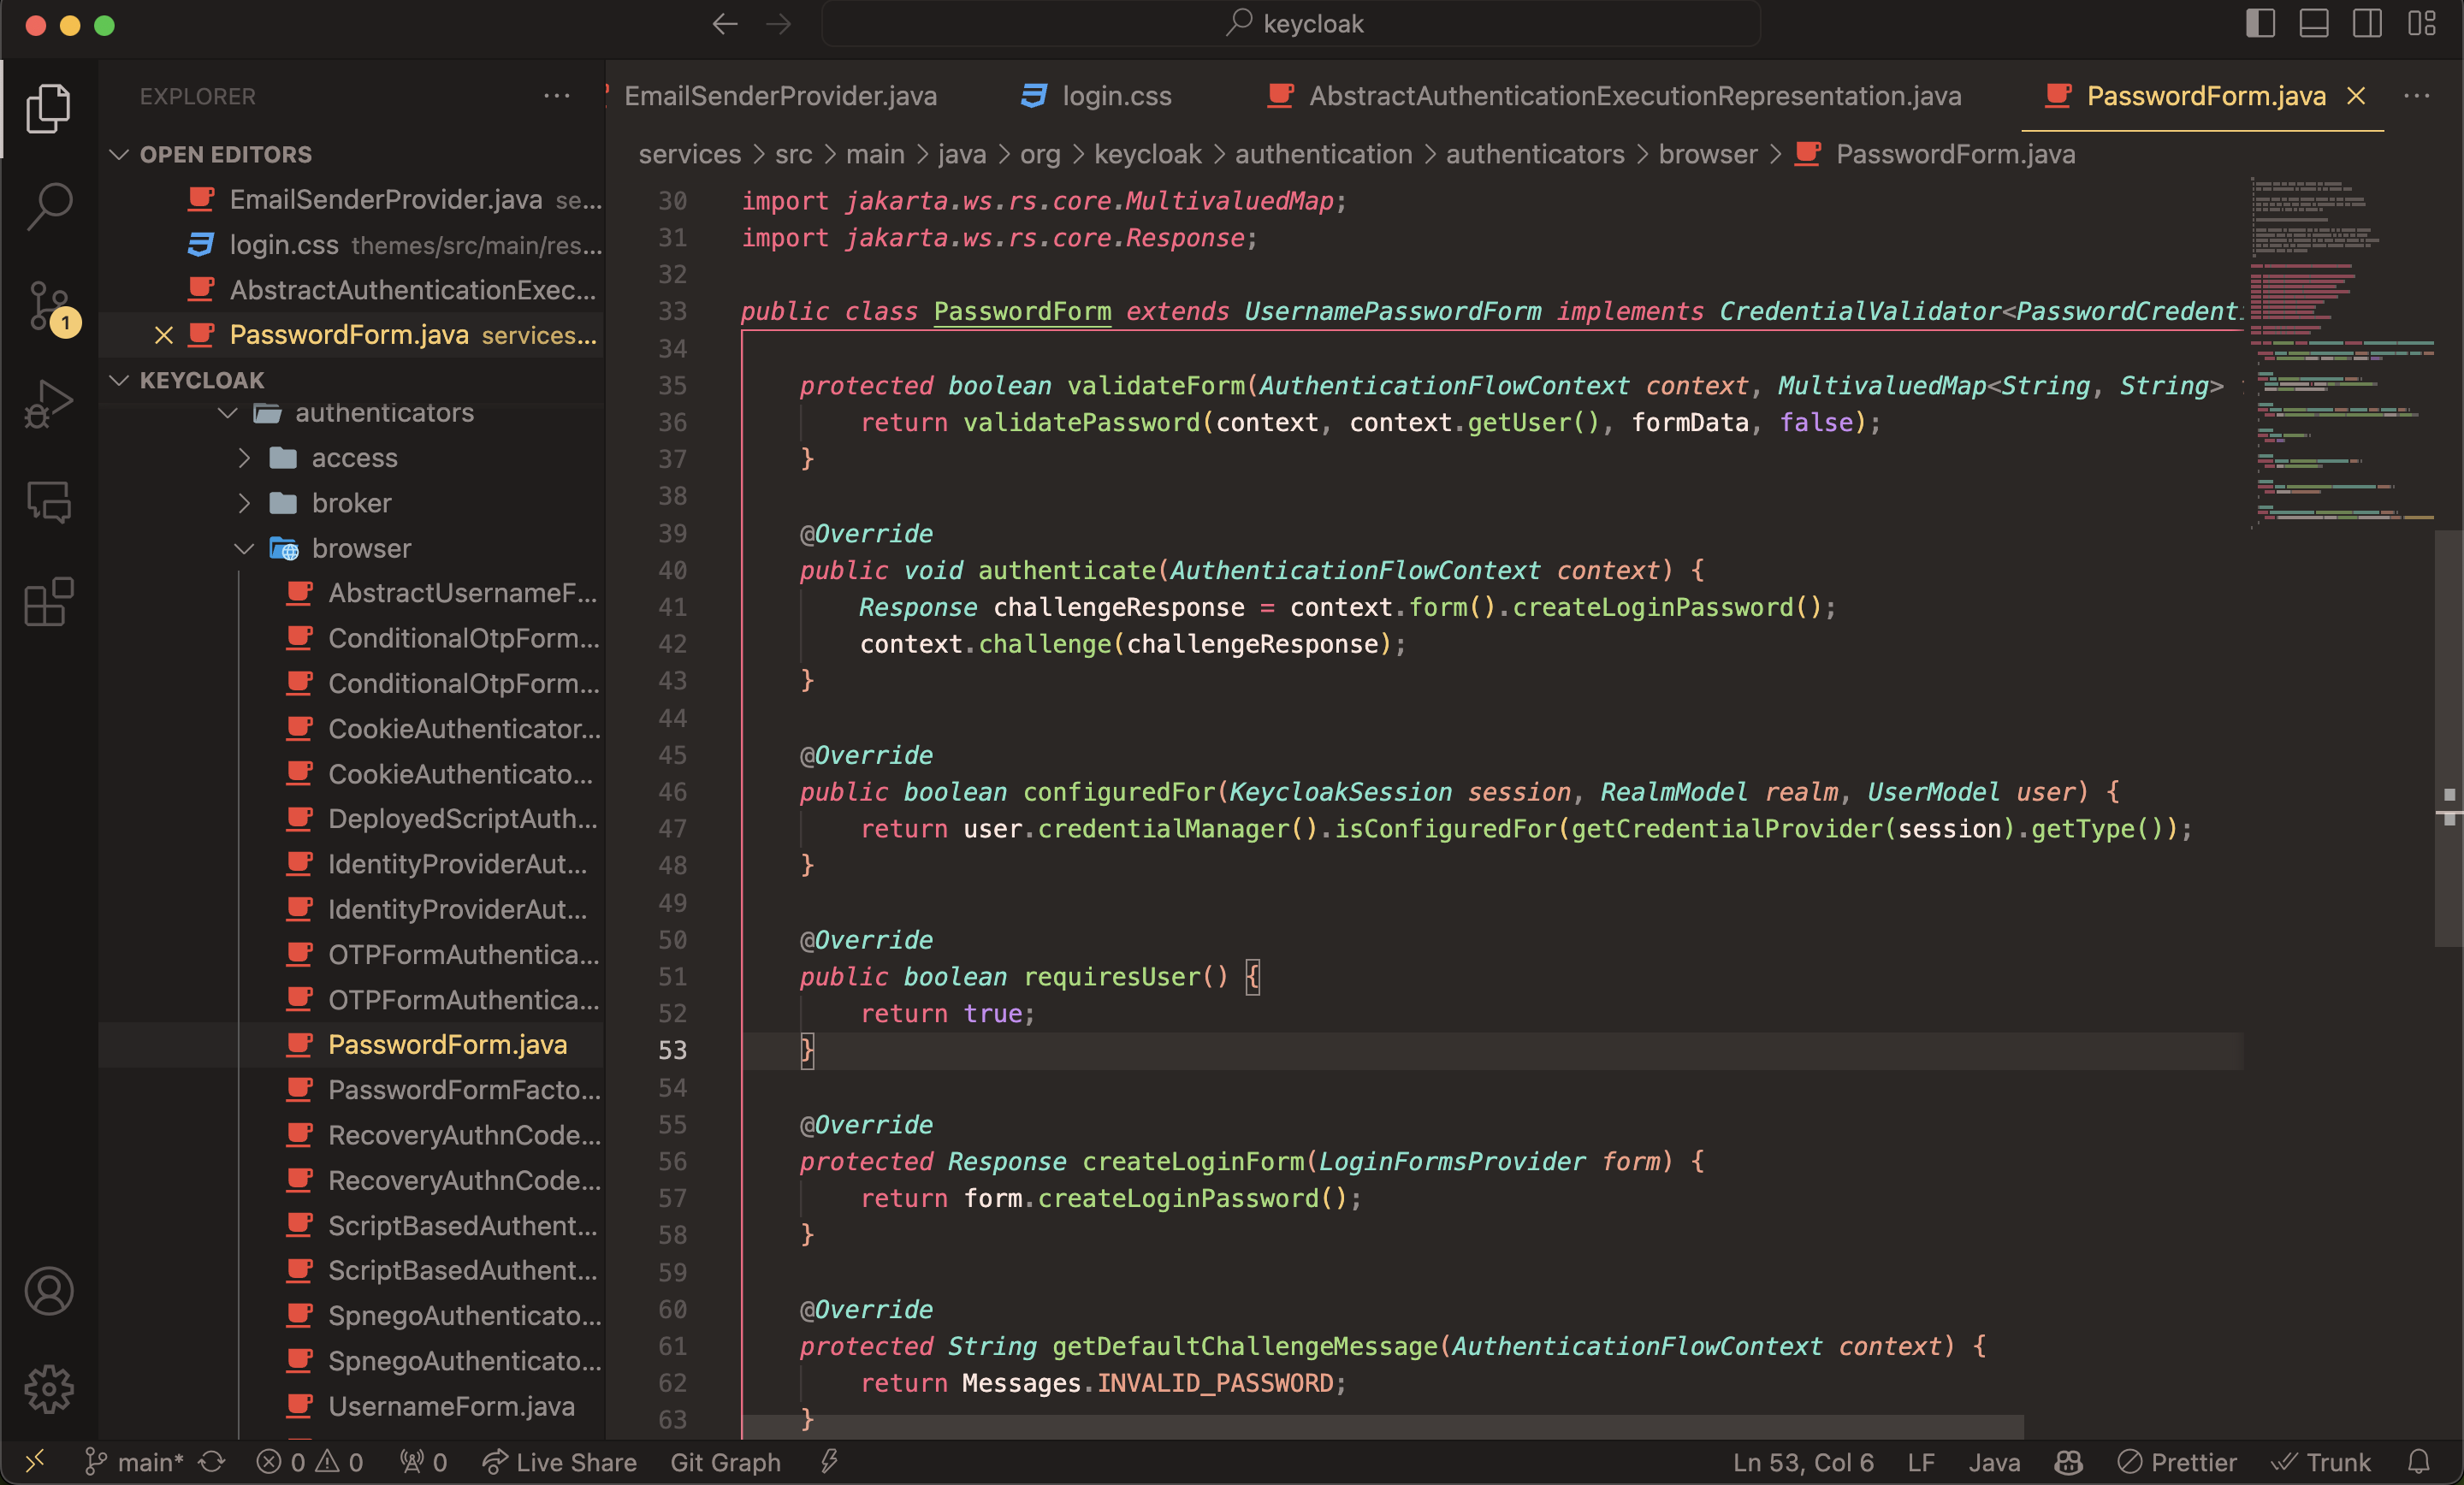 keycloak
EXPLORER
OPEN EDITORS
EmailSenderProvider.java se...
login.css themes/src/main/res...
AbstractAuthenticationExec...
PasswordForm.java services...
KEYCLOAK
authenticators
access
broker
browser
AbstractUsernameF...
ConditionalOtpForm...
ConditionalOtpForm...
CookieAuthenticator...
CookieAuthenticato...
DeployedScriptAuth...
IdentityProviderAut...
IdentityProviderAut...
OTPFormAuthentica...
OTPFormAuthentica...
PasswordForm.java
PasswordFormFacto...
RecoveryAuthnCode...
RecoveryAuthnCode...
ScriptBasedAuthent...
ScriptBasedAuthent...
SpnegoAuthenticato...
SpnegoAuthenticato...
UsernameForm.java
1
EmailSenderProvider.java login.css AbstractAuthenticationExecutionRepresentation.java PasswordForm.java
services > src > main > java > org > keycloak > authentication > authenticators > browser > PasswordForm.java
30 import jakarta.ws.rs.core.MultivaluedMap;
31 import jakarta.ws.rs.core.Response;
32
33 public class PasswordForm extends UsernamePasswordForm implements CredentialValidator<PasswordCredent
34
35 protected boolean validateForm(AuthenticationFlowContext context, MultivaluedMap<String, String>
36 return validatePassword(context, context.getUser(), formData, false);
37 }
38
39 @Override
40 public void authenticate(AuthenticationFlowContext context) {
41 Response challengeResponse = context.form().createLoginPassword();
42 context.challenge(challengeResponse);
43 }
44
45 @Override
46 public boolean configuredFor(KeycloakSession session, RealmModel realm, UserModel user) {
47 return user.credentialManager().isConfiguredFor(getCredentialProvider(session).getType());
48 }
49
50 @Override
51 public boolean requiresUser() {
52 return true;
53 }
54
55 @Override
56 protected Response createLoginForm(LoginFormsProvider form) {
57 return form.createLoginPassword();
58 }
59
60 @Override
61 protected String getDefaultChallengeMessage(AuthenticationFlowContext context) {
62 return Messages.INVALID_PASSWORD;
63 }
main* 0 0 0 Live Share Git Graph Ln 53, Col 6 LF Java Prettier Trunk